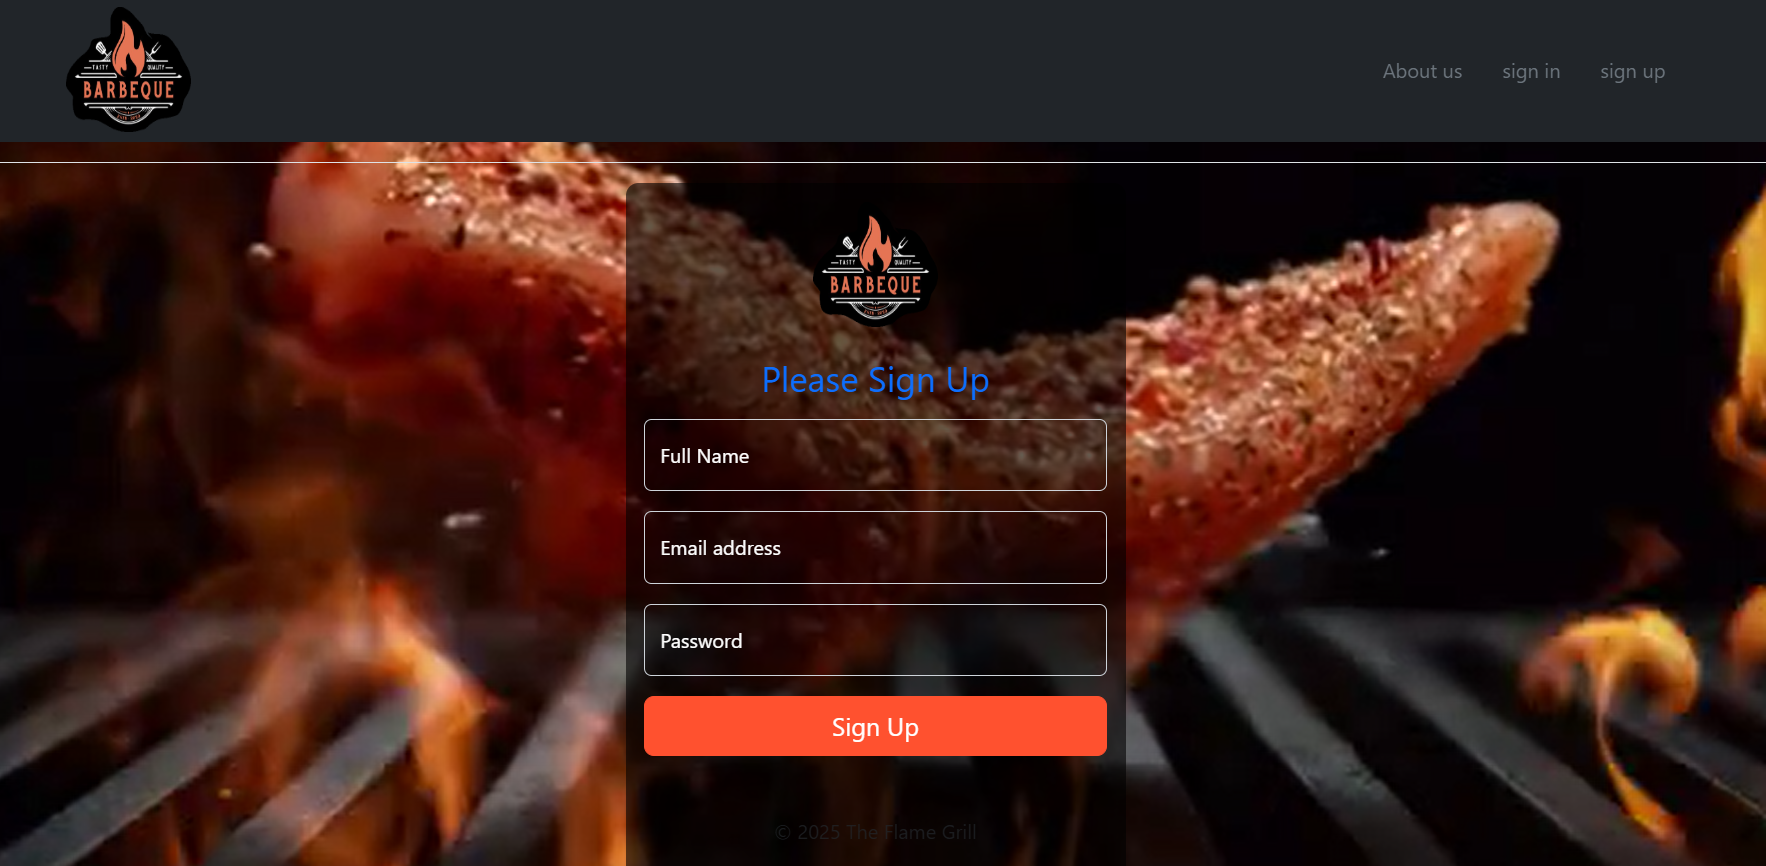 TASTY QUALITY
BARBEQUE
About us sign in sign up
TASTY QUALITY
BARBEQUE
Please Sign Up
Full Name
Email address
Password
Sign Up
© 2025 The Flame Grill